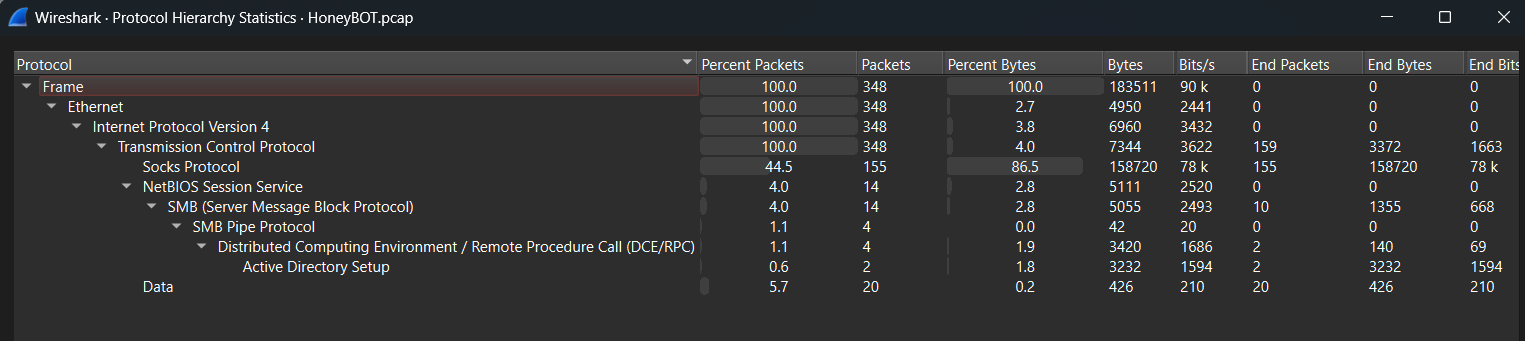 Wireshark · Protocol Hierarchy Statistics · HoneyBOT.pcap
Protocol Percent Packets Packets Percent Bytes Bytes Bits/s End Packets End Bytes End Bits
Frame 100.0 348 100.0 183511 90 k 0 0 0
Ethernet 100.0 348 2.7 4950 2441 0 0 0
Internet Protocol Version 4 100.0 348 3.8 6960 3432 0 0 0
Transmission Control Protocol 100.0 348 4.0 7344 3622 159 3372 1663
Socks Protocol 44.5 155 86.5 158720 78 k 155 158720 78 k
NetBIOS Session Service 4.0 14 2.8 5111 2520 0 0 0
SMB (Server Message Block Protocol) 4.0 14 2.8 5055 2493 10 1355 668
SMB Pipe Protocol 1.1 4 0.0 42 20 0 0 0
Distributed Computing Environment / Remote Procedure Call (DCE/RPC) 1.1 4 1.9 3420 1686 2 140 69
Active Directory Setup 0.6 2 1.8 3232 1594 2 3232 1594
Data 5.7 20 0.2 426 210 20 426 210